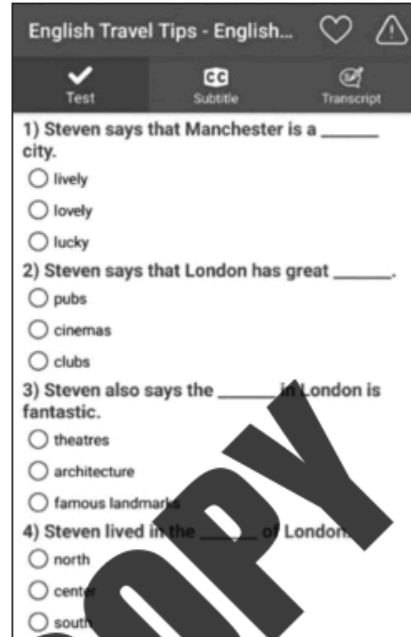 English Travel Tips - English...
Test
CC
Subtitle
Transcript
1) Steven says that Manchester is a ______
city.
lively
lovely
lucky
2) Steven says that London has great ______.
pubs
cinemas
clubs
3) Steven also says the ______ in London is
fantastic.
theatres
architecture
famous landmarks
4) Steven lived in the ______ of London.
north
center
south
COPY